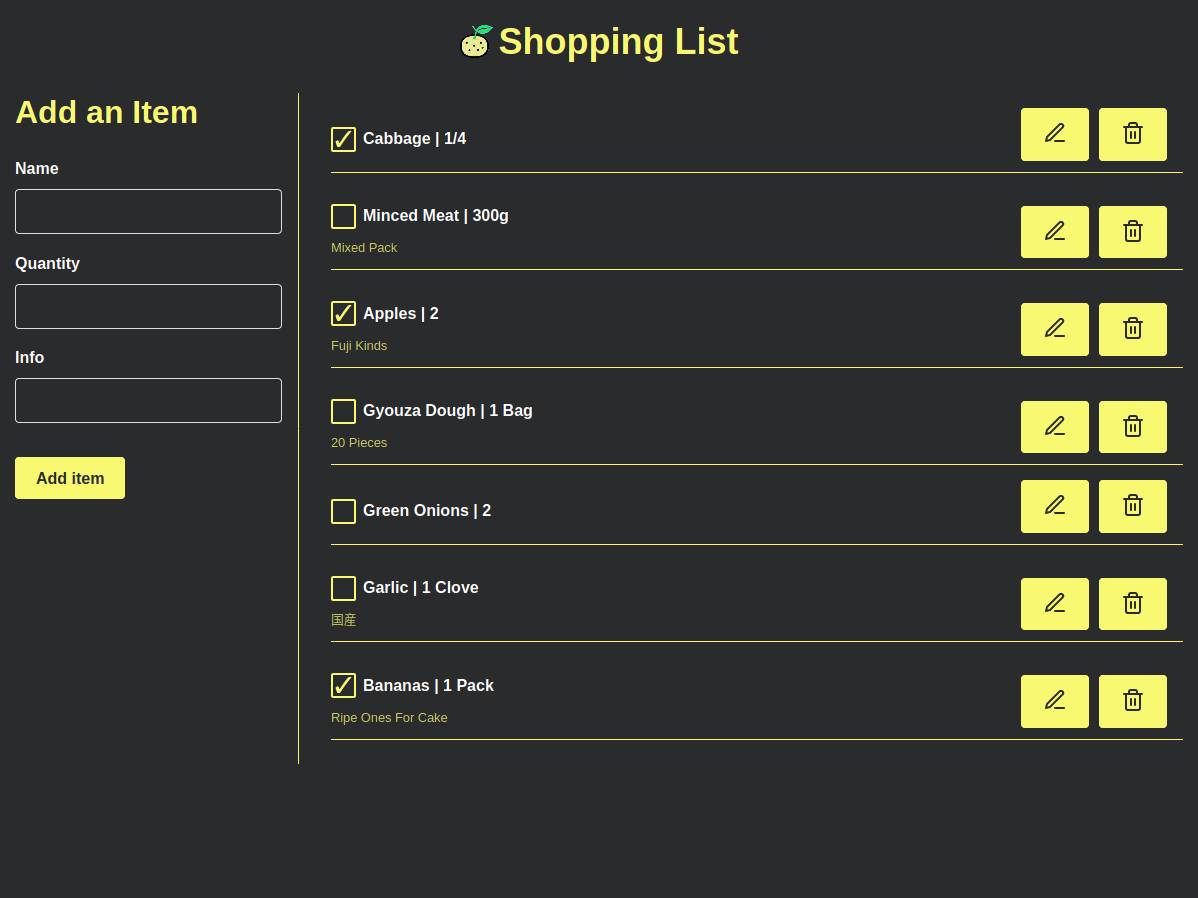 Shopping List
Add an Item
Name
Quantity
Info
Add item
Cabbage | 1/4
Minced Meat | 300g
Mixed Pack
Apples | 2
Fuji Kinds
Gyouza Dough | 1 Bag
20 Pieces
Green Onions | 2
Garlic | 1 Clove
国産
Bananas | 1 Pack
Ripe Ones For Cake